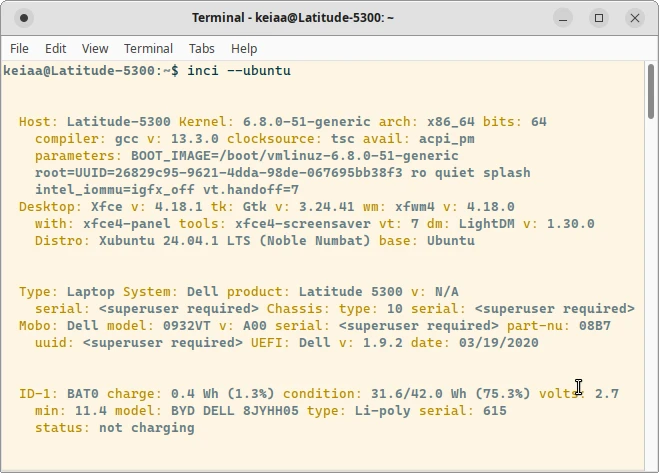 Terminal - keiaa@Latitude-5300: ~
File Edit View Terminal Tabs Help
keiaa@Latitude-5300:~$ inci --ubuntu
Host: Latitude-5300 Kernel: 6.8.0-51-generic arch: x86_64 bits: 64
compiler: gcc v: 13.3.0 clocksource: tsc avail: acpi_pm
parameters: BOOT_IMAGE=/boot/vmlinuz-6.8.0-51-generic
root=UUID=26829c95-9621-4dda-98de-067695bb38f3 ro quiet splash
intel_iommu=igfx_off vt.handoff=7
Desktop: Xfce v: 4.18.1 tk: Gtk v: 3.24.41 wm: xfwm4 v: 4.18.0
with: xfce4-panel tools: xfce4-screensaver vt: 7 dm: LightDM v: 1.30.0
Distro: Xubuntu 24.04.1 LTS (Noble Numbat) base: Ubuntu
Type: Laptop System: Dell product: Latitude 5300 v: N/A
serial: <superuser required> Chassis: type: 10 serial: <superuser required>
Mobo: Dell model: 0932VT v: A00 serial: <superuser required> part-nu: 08B7
uuid: <superuser required> UEFI: Dell v: 1.9.2 date: 03/19/2020
ID-1: BAT0 charge: 0.4 Wh (1.3%) condition: 31.6/42.0 Wh (75.3%) volts: 2.7
min: 11.4 model: BYD DELL 8JYHH05 type: Li-poly serial: 615
status: not charging